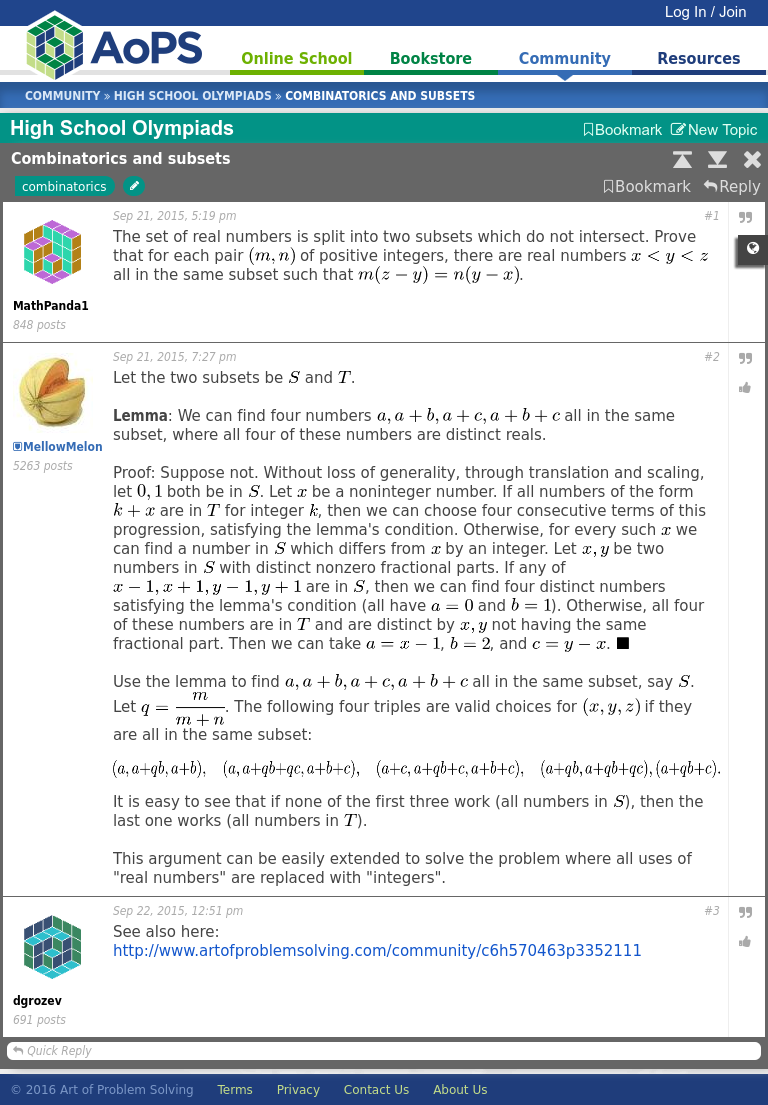 Log In / Join
AoPS
Online School Bookstore Community Resources
COMMUNITY » HIGH SCHOOL OLYMPIADS » COMBINATORICS AND SUBSETS
High School Olympiads Bookmark New Topic
Combinatorics and subsets
combinatorics Bookmark Reply
Sep 21, 2015, 5:19 pm #1
The set of real numbers is split into two subsets which do not intersect. Prove
that for each pair (m, n) of positive integers, there are real numbers x < y < z
all in the same subset such that m(z − y) = n(y − x).
MathPanda1
848 posts
Sep 21, 2015, 7:27 pm #2
Let the two subsets be S and T.
Lemma: We can find four numbers a, a + b, a + c, a + b + c all in the same
subset, where all four of these numbers are distinct reals.
MellowMelon
5263 posts
Proof: Suppose not. Without loss of generality, through translation and scaling,
let 0, 1 both be in S. Let x be a noninteger number. If all numbers of the form
k + x are in T for integer k, then we can choose four consecutive terms of this
progression, satisfying the lemma's condition. Otherwise, for every such x we
can find a number in S which differs from x by an integer. Let x, y be two
numbers in S with distinct nonzero fractional parts. If any of
x − 1, x + 1, y − 1, y + 1 are in S, then we can find four distinct numbers
satisfying the lemma's condition (all have a = 0 and b = 1). Otherwise, all four
of these numbers are in T and are distinct by x, y not having the same
fractional part. Then we can take a = x − 1, b = 2, and c = y − x. ■
Use the lemma to find a, a + b, a + c, a + b + c all in the same subset, say S.
Let q = m/(m + n). The following four triples are valid choices for (x, y, z) if they
are all in the same subset:
(a, a+qb, a+b), (a, a+qb+qc, a+b+c), (a+c, a+qb+c, a+b+c), (a+qb, a+qb+qc), (a+qb+c).
It is easy to see that if none of the first three work (all numbers in S), then the
last one works (all numbers in T).
This argument can be easily extended to solve the problem where all uses of
"real numbers" are replaced with "integers".
Sep 22, 2015, 12:51 pm #3
See also here:
http://www.artofproblemsolving.com/community/c6h570463p3352111
dgrozev
691 posts
Quick Reply
© 2016 Art of Problem Solving Terms Privacy Contact Us About Us